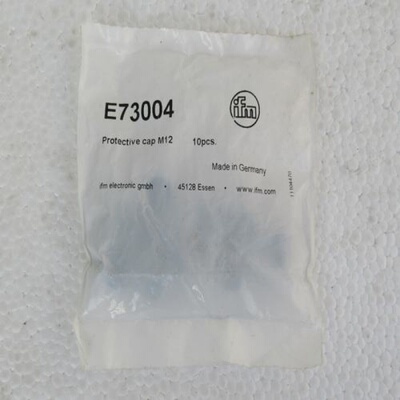 E73004
ifm
Protective cap M12 10pcs.
Made in Germany
ifm electronic gmbh • 45128 Essen • www.ifm.com